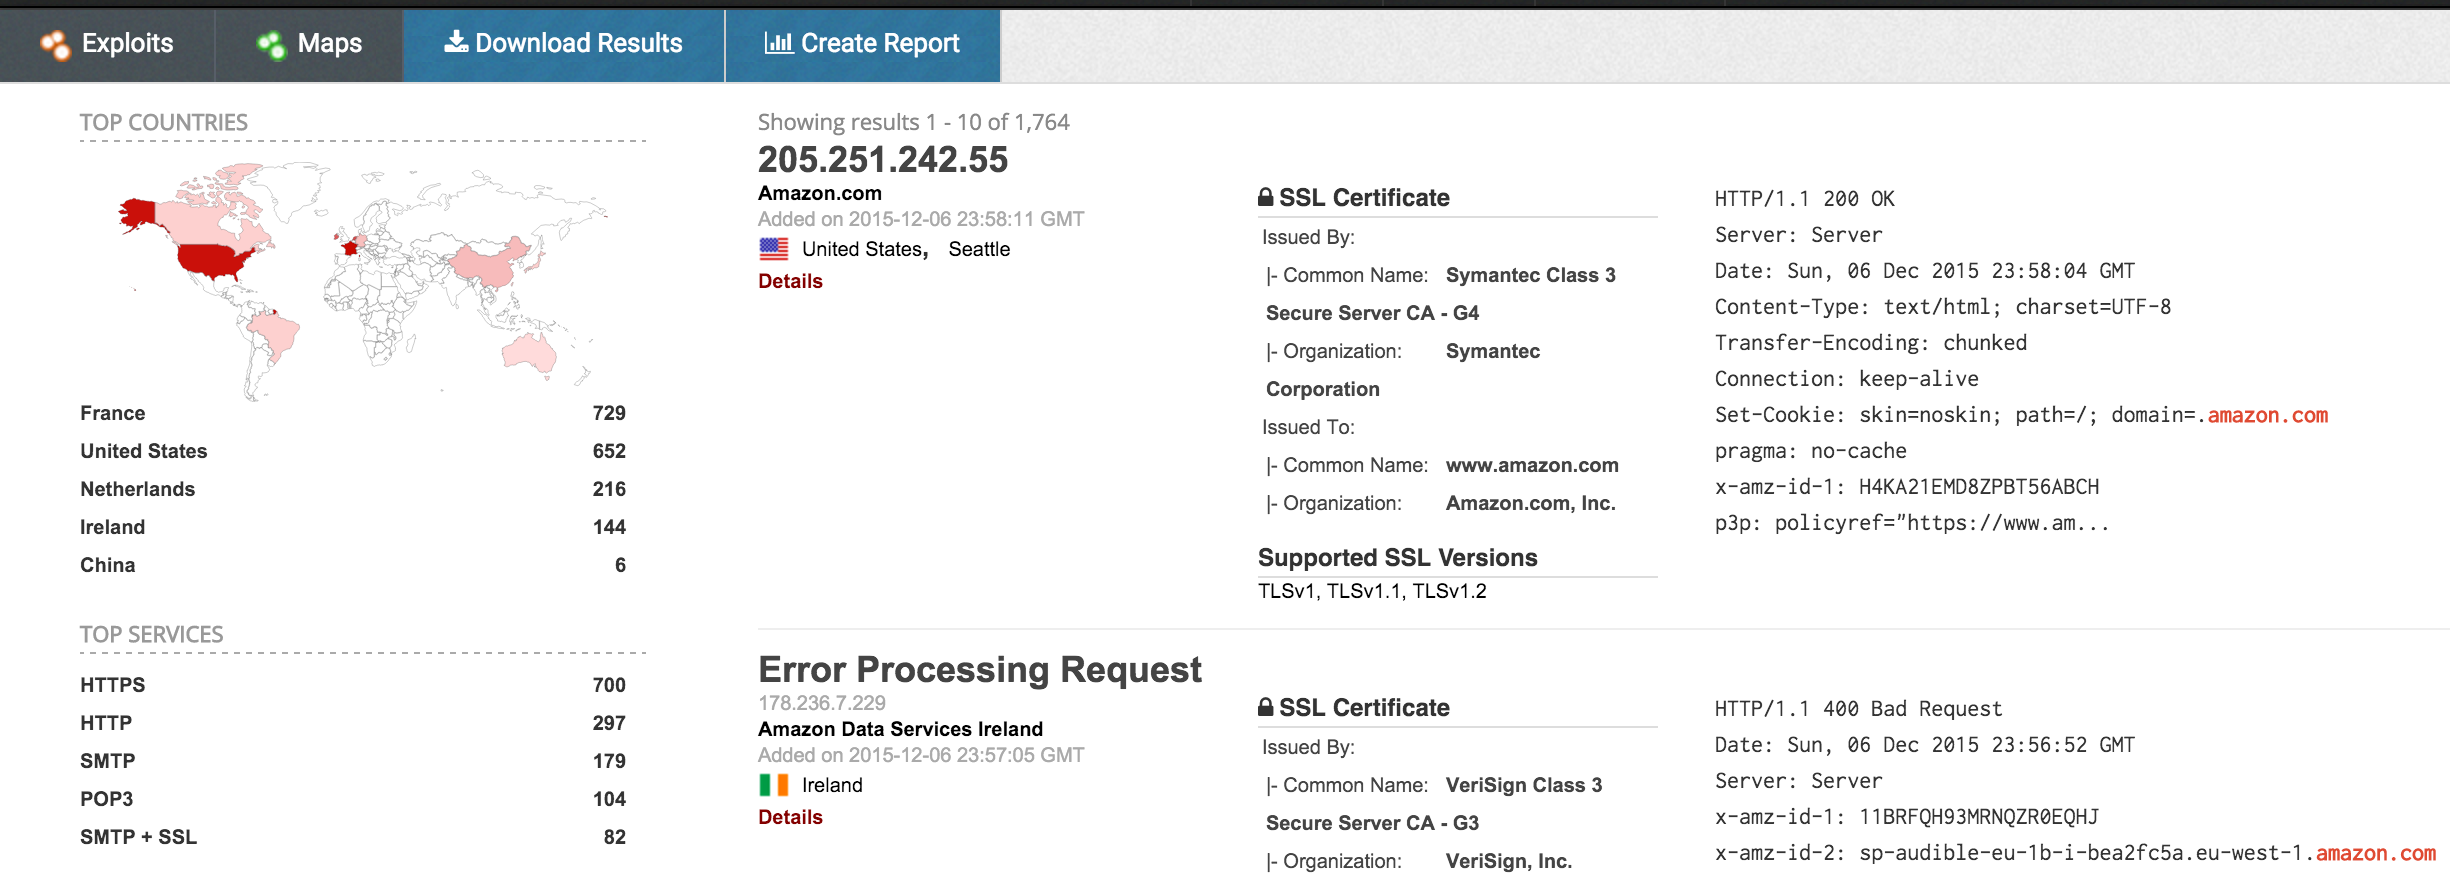 Exploits Maps Download Results Create Report
TOP COUNTRIES
France 729
United States 652
Netherlands 216
Ireland 144
China 6
TOP SERVICES
HTTPS 700
HTTP 297
SMTP 179
POP3 104
SMTP + SSL 82
Showing results 1 - 10 of 1,764
205.251.242.55
Amazon.com
Added on 2015-12-06 23:58:11 GMT
United States, Seattle
Details
SSL Certificate
Issued By:
|- Common Name: Symantec Class 3
Secure Server CA - G4
|- Organization: Symantec
Corporation
Issued To:
|- Common Name: www.amazon.com
|- Organization: Amazon.com, Inc.
Supported SSL Versions
TLSv1, TLSv1.1, TLSv1.2
HTTP/1.1 200 OK
Server: Server
Date: Sun, 06 Dec 2015 23:58:04 GMT
Content-Type: text/html; charset=UTF-8
Transfer-Encoding: chunked
Connection: keep-alive
Set-Cookie: skin=noskin; path=/; domain=.amazon.com
pragma: no-cache
x-amz-id-1: H4KA21EMD8ZPBT56ABCH
p3p: policyref="https://www.am...
Error Processing Request
178.236.7.229
Amazon Data Services Ireland
Added on 2015-12-06 23:57:05 GMT
Ireland
Details
SSL Certificate
Issued By:
|- Common Name: VeriSign Class 3
Secure Server CA - G3
|- Organization: VeriSign, Inc.
HTTP/1.1 400 Bad Request
Date: Sun, 06 Dec 2015 23:56:52 GMT
Server: Server
x-amz-id-1: 11BRFQH93MRNQZR0EQHJ
x-amz-id-2: sp-audible-eu-1b-i-bea2fc5a.eu-west-1.amazon.com